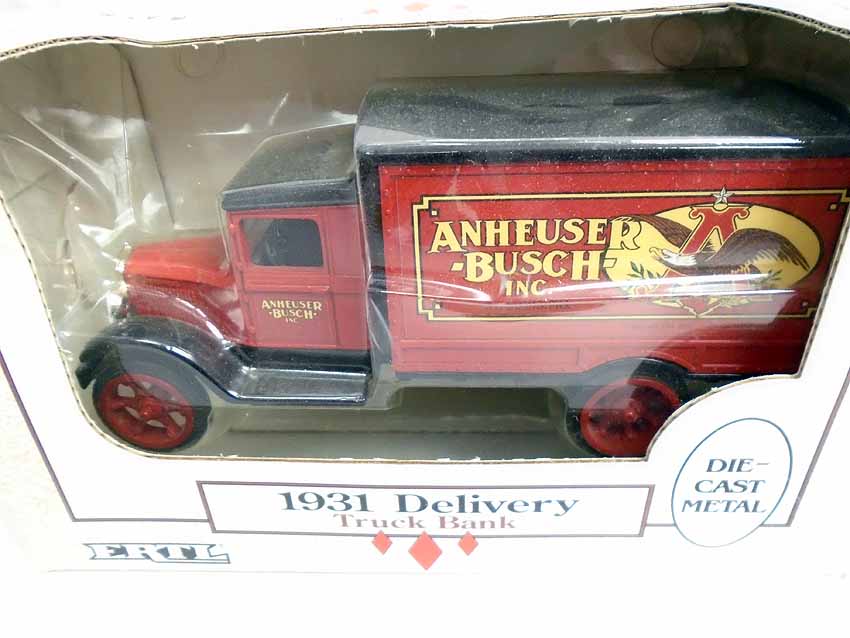 ANHEUSER
-BUSCH-
INC.
A
ANHEUSER
·BUSCH·
INC.
1931 Delivery
Truck Bank
DIE-
CAST
METAL
ERTL